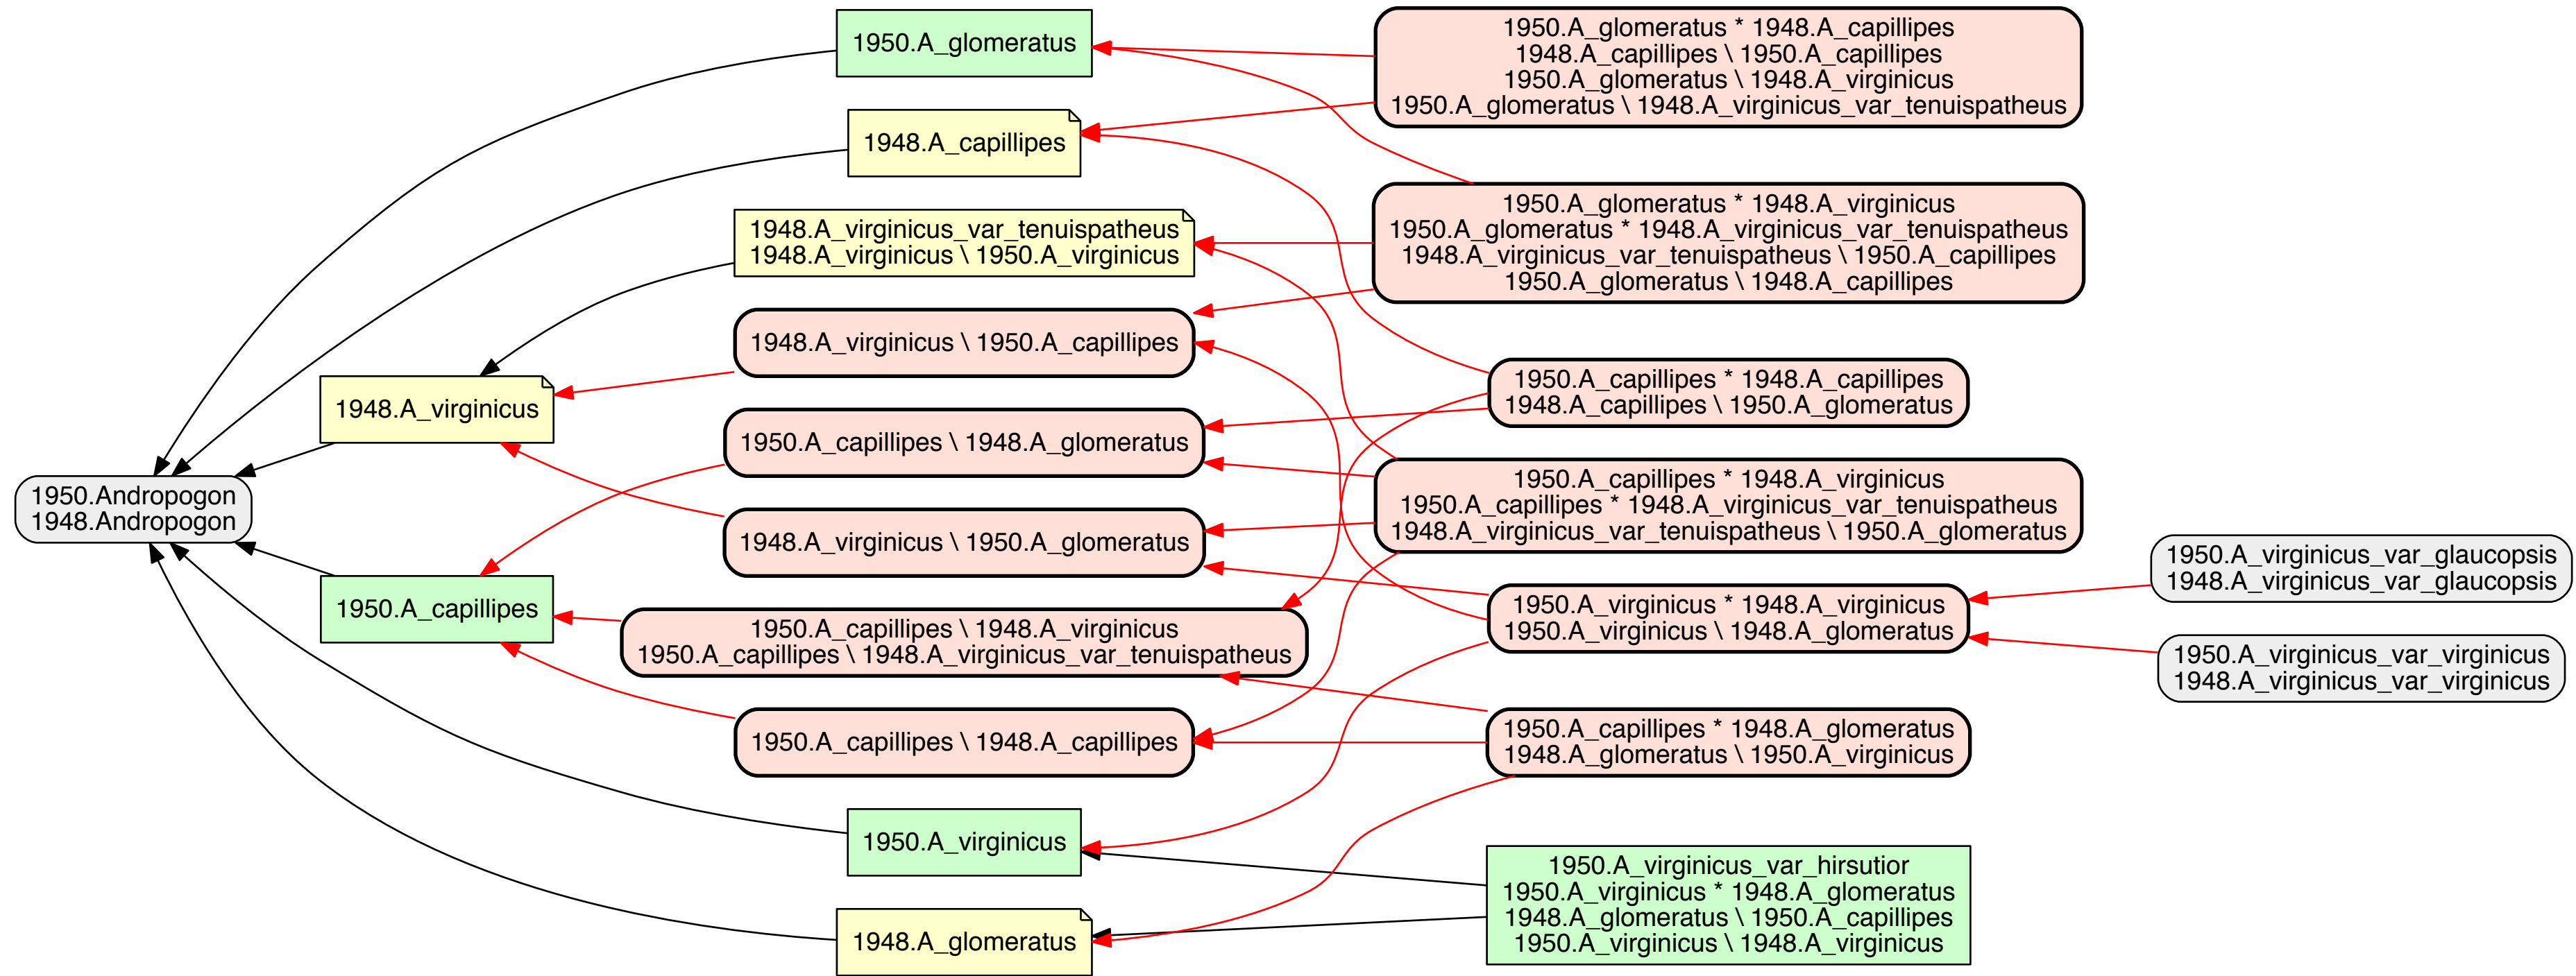 1950.A_glomeratus
1948.A_capillipes
1948.A_virginicus_var_tenuispatheus
1948.A_virginicus \ 1950.A_virginicus
1948.A_virginicus \ 1950.A_capillipes
1948.A_virginicus
1950.A_capillipes \ 1948.A_glomeratus
1950.Andropogon
1948.Andropogon
1948.A_virginicus \ 1950.A_glomeratus
1950.A_capillipes
1950.A_capillipes \ 1948.A_virginicus
1950.A_capillipes \ 1948.A_virginicus_var_tenuispatheus
1950.A_capillipes \ 1948.A_capillipes
1950.A_virginicus
1948.A_glomeratus
1950.A_glomeratus * 1948.A_capillipes
1948.A_capillipes \ 1950.A_capillipes
1950.A_glomeratus \ 1948.A_virginicus
1950.A_glomeratus \ 1948.A_virginicus_var_tenuispatheus
1950.A_glomeratus * 1948.A_virginicus
1950.A_glomeratus * 1948.A_virginicus_var_tenuispatheus
1948.A_virginicus_var_tenuispatheus \ 1950.A_capillipes
1950.A_glomeratus \ 1948.A_capillipes
1950.A_capillipes * 1948.A_capillipes
1948.A_capillipes \ 1950.A_glomeratus
1950.A_capillipes * 1948.A_virginicus
1950.A_capillipes * 1948.A_virginicus_var_tenuispatheus
1948.A_virginicus_var_tenuispatheus \ 1950.A_glomeratus
1950.A_virginicus * 1948.A_virginicus
1950.A_virginicus \ 1948.A_glomeratus
1950.A_capillipes * 1948.A_glomeratus
1948.A_glomeratus \ 1950.A_virginicus
1950.A_virginicus_var_hirsutior
1950.A_virginicus * 1948.A_glomeratus
1948.A_glomeratus \ 1950.A_capillipes
1950.A_virginicus \ 1948.A_virginicus
1950.A_virginicus_var_glaucopsis
1948.A_virginicus_var_glaucopsis
1950.A_virginicus_var_virginicus
1948.A_virginicus_var_virginicus